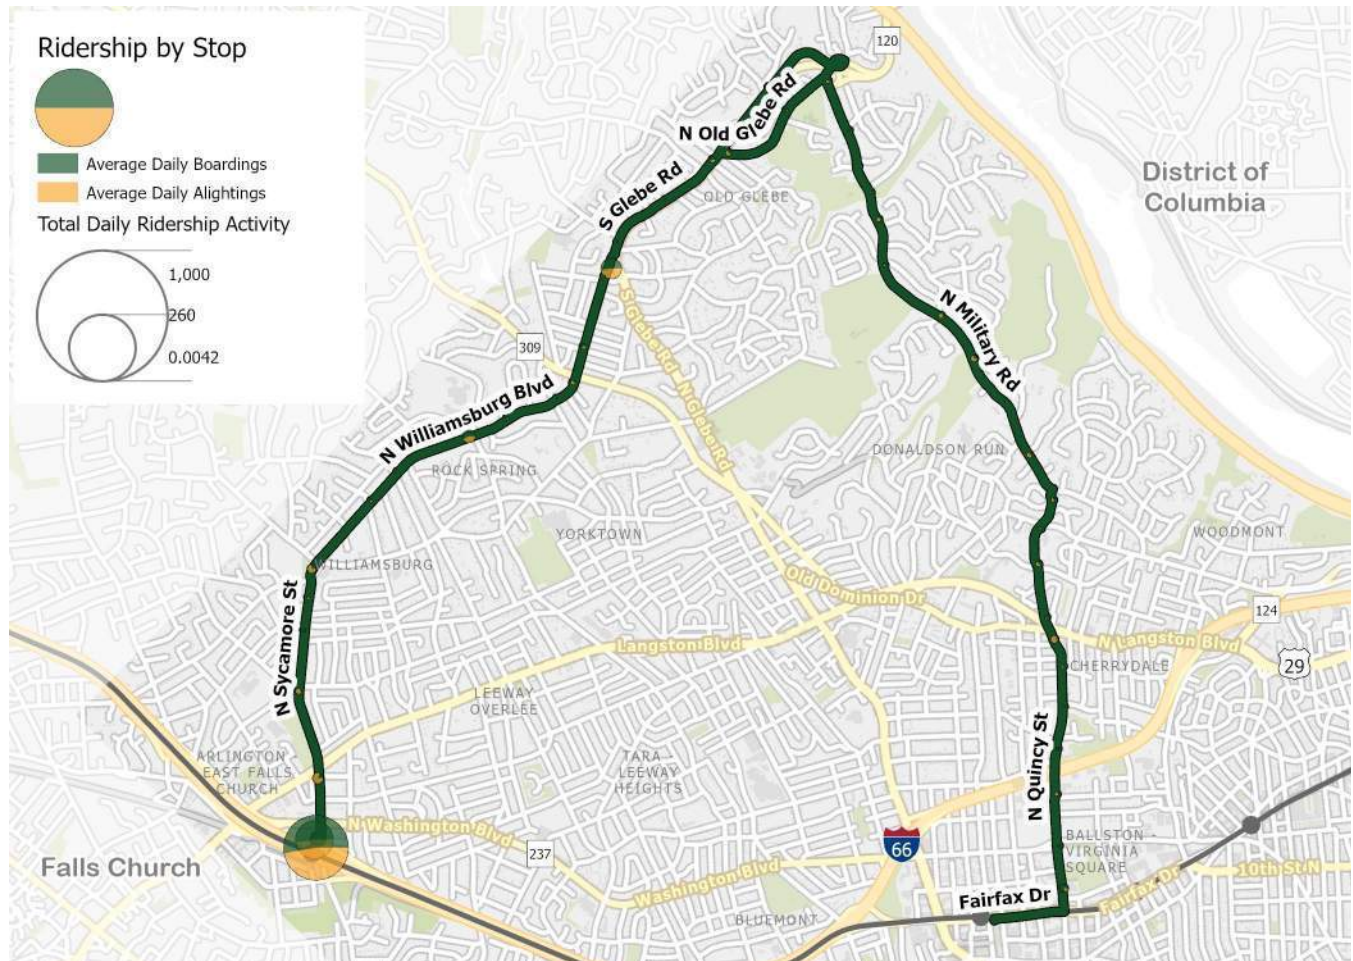 Ridership by Stop
Average Daily Boardings
Average Daily Alightings
Total Daily Ridership Activity
1,000
260
0.0042
120
N Old Glebe Rd
District of
Columbia
S Glebe Rd
OLD GLEBE
S Glebe Rd
N Glebe Rd
N Military Rd
309
N Williamsburg Blvd
ROCK SPRING
DONALDSON RUN
YORKTOWN
WOODMONT
WILLIAMSBURG
Old Dominion Dr
124
N Sycamore St
Langston Blvd
N Langston Blvd
29
CHERRYDALE
LEEWAY
OVERLEE
ARLINGTON -
EAST FALLS
CHURCH
TARA -
LEEWAY
HEIGHTS
N Quincy St
N Washington Blvd
237
66
BALLSTON -
VIRGINIA
SQUARE
Falls Church
Washington Blvd
Fairfax Dr
10th St N
Fairfax Dr
BLUEMONT